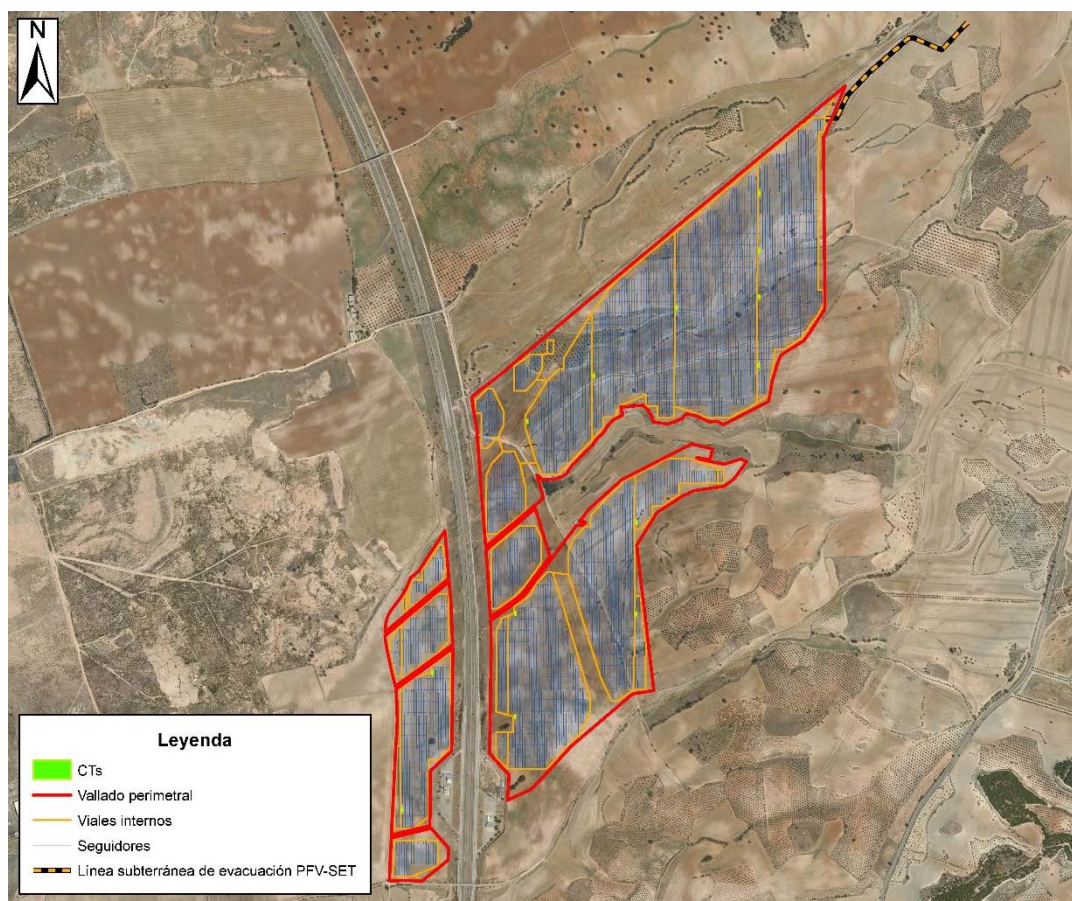 N
Leyenda
CTs
Vallado perimetral
Viales internos
Seguidores
Línea subterránea de evacuación PFV-SET